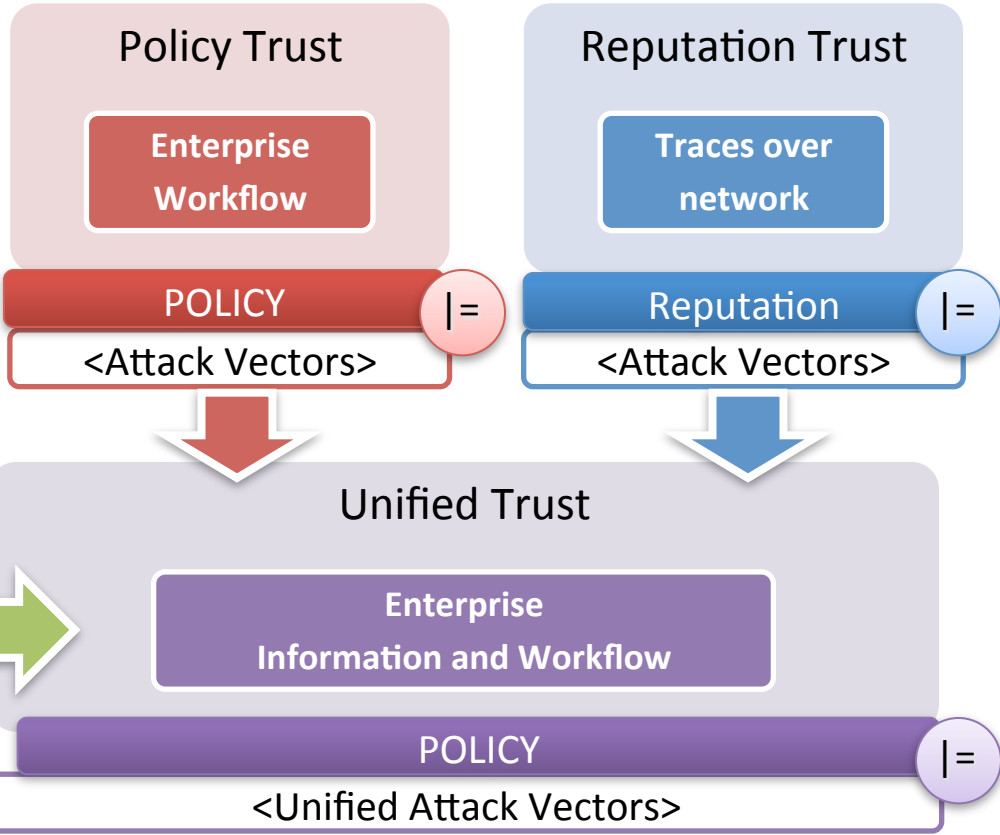 Policy Trust
Enterprise
Workflow
POLICY
|=
<Attack Vectors>
Reputation Trust
Traces over
network
Reputation
|=
<Attack Vectors>
Unified Trust
Enterprise
Information and Workflow
POLICY
|=
<Unified Attack Vectors>